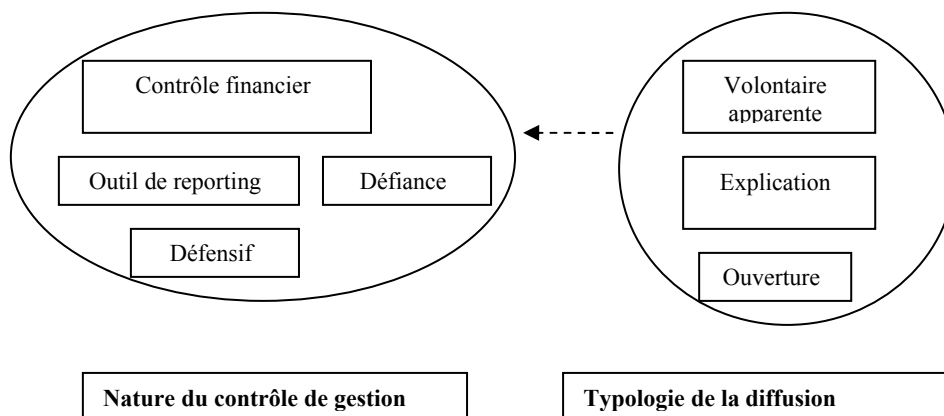 Contrôle financier
Outil de reporting
Défiance
Défensif
Volontaire
apparente
Explication
Ouverture
Nature du contrôle de gestion
Typologie de la diffusion